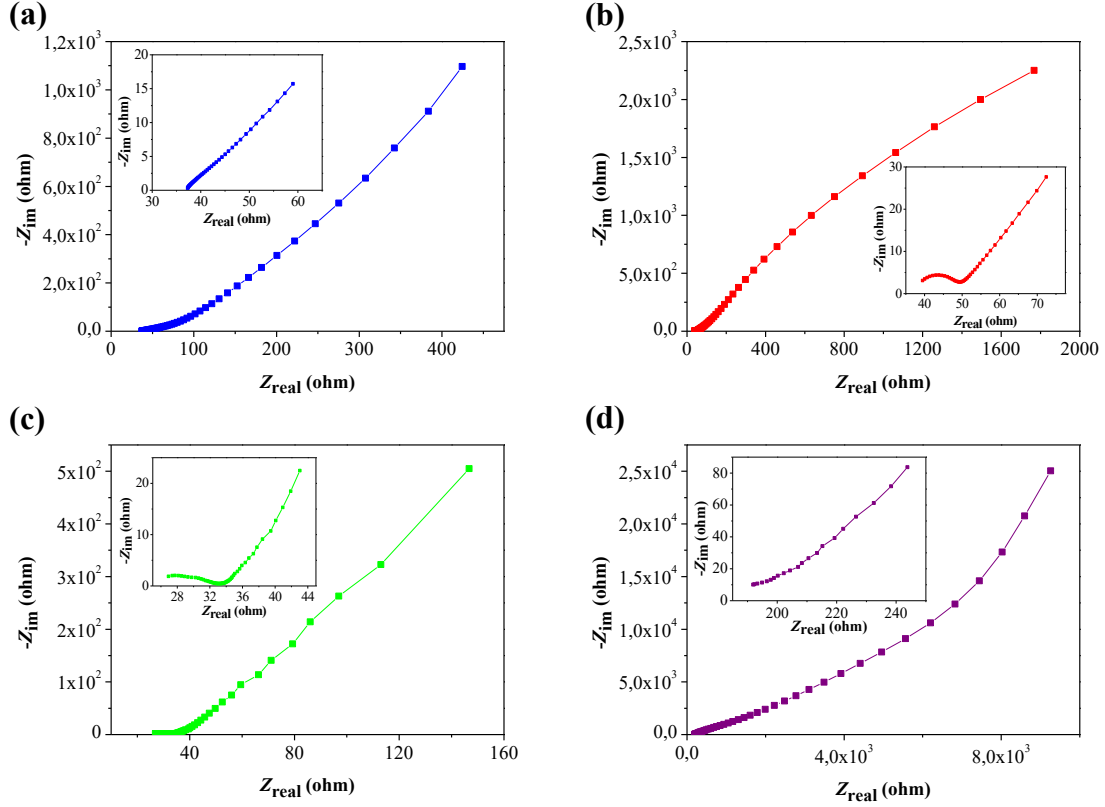 (a)
1,2x10³
1,0x10³
8,0x10²
6,0x10²
4,0x10²
2,0x10²
0,0
0
100
200
300
400
-Zim (ohm)
Zreal (ohm)
20
15
10
5
0
30
40
50
60
-Zim (ohm)
Zreal (ohm)
(b)
2,5x10³
2,0x10³
1,5x10³
1,0x10³
5,0x10²
0,0
0
400
800
1200
1600
2000
-Zim (ohm)
Zreal (ohm)
30
20
10
0
40
50
60
70
-Zim (ohm)
Zreal (ohm)
(c)
5x10²
4x10²
3x10²
2x10²
1x10²
0
40
80
120
160
-Zim (ohm)
Zreal (ohm)
20
10
0
28
32
36
40
44
-Zim (ohm)
Zreal (ohm)
(d)
2,5x10⁴
2,0x10⁴
1,5x10⁴
1,0x10⁴
5,0x10³
0,0
0,0
4,0x10³
8,0x10³
-Zim (ohm)
Zreal (ohm)
80
60
40
20
0
200
220
240
-Zim (ohm)
Zreal (ohm)